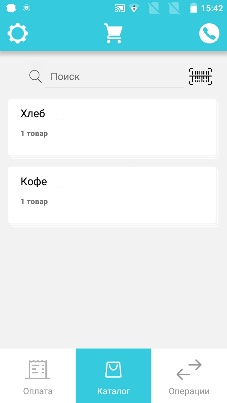 15:42
Поиск
Хлеб
1 товар
Кофе
1 товар
Оплата
Каталог
Операции